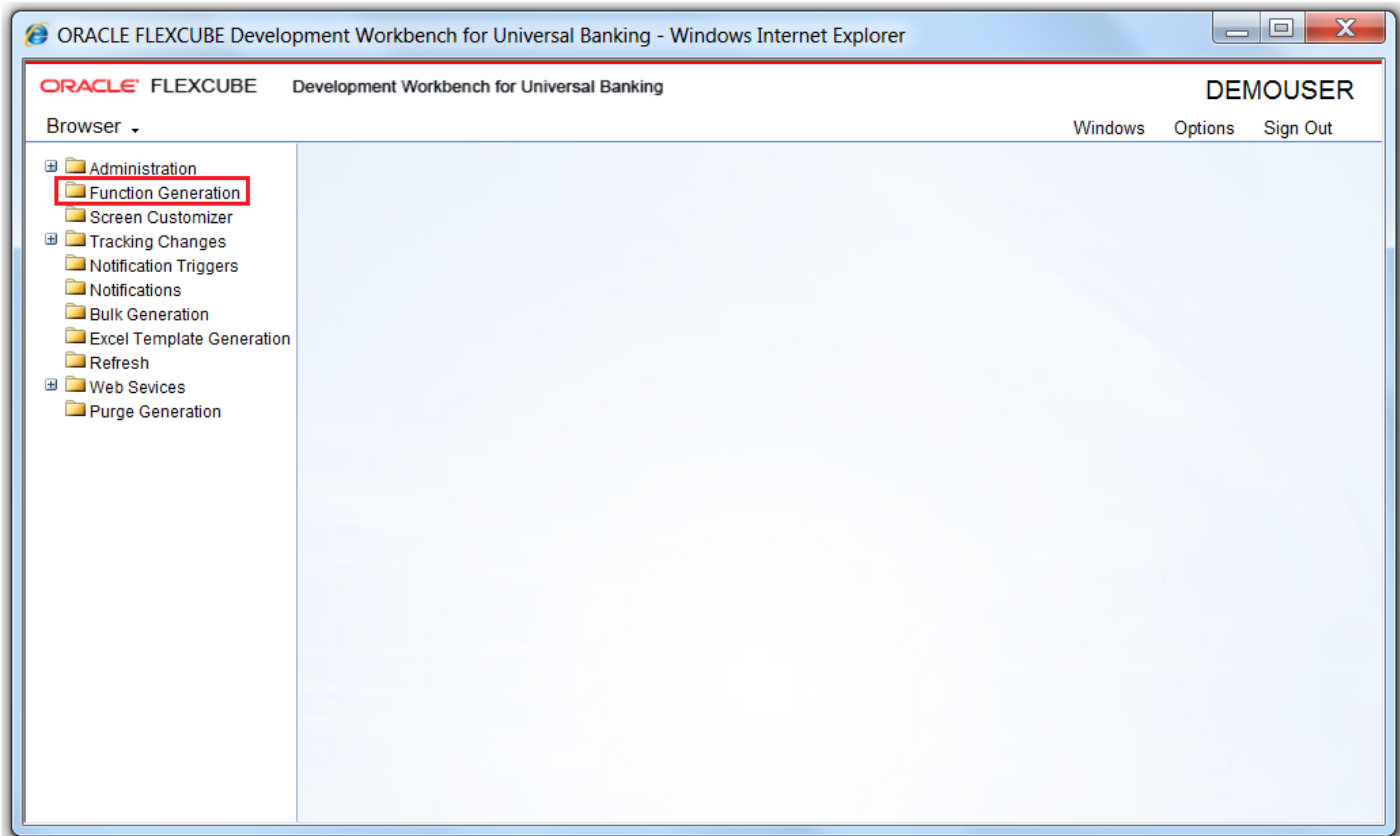 ORACLE FLEXCUBE Development Workbench for Universal Banking - Windows Internet Explorer
ORACLE FLEXCUBE Development Workbench for Universal Banking DEMOUSER
Browser Windows Options Sign Out
Administration
Function Generation
Screen Customizer
Tracking Changes
Notification Triggers
Notifications
Bulk Generation
Excel Template Generation
Refresh
Web Sevices
Purge Generation